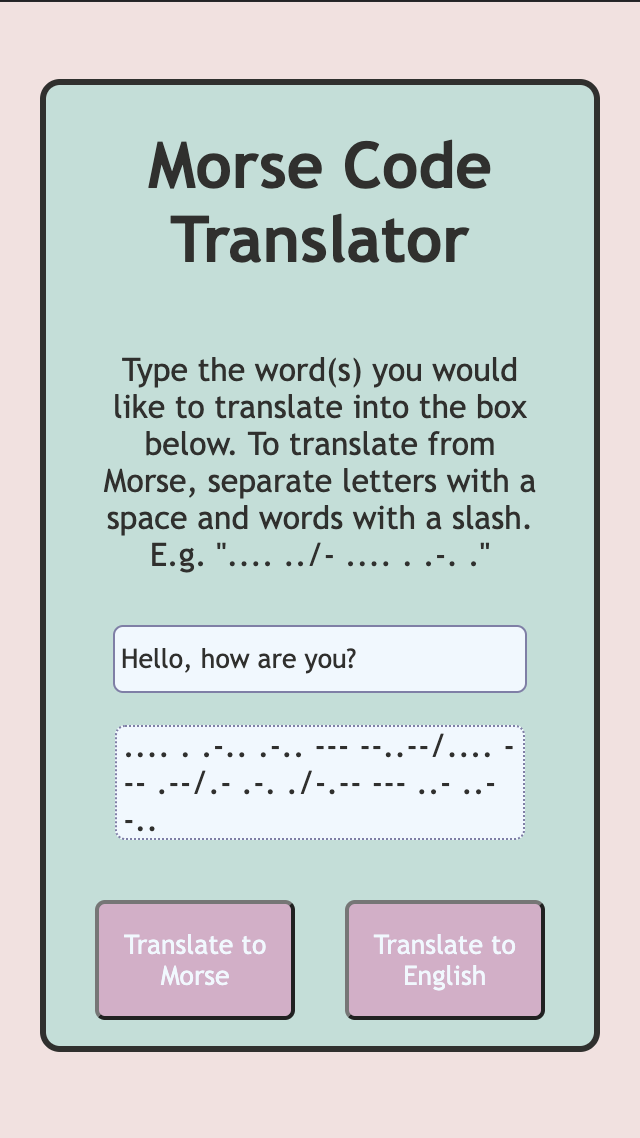 Morse Code
Translator
Type the word(s) you would
like to translate into the box
below. To translate from
Morse, separate letters with a
space and words with a slash.
E.g. ".... ../- .... . .-. ."
Hello, how are you?
.... . .-.. .-.. --- --..--/.... -
-- .--/.- .-. ./-.-- --- ..- ..-
-..
Translate to
Morse
Translate to
English